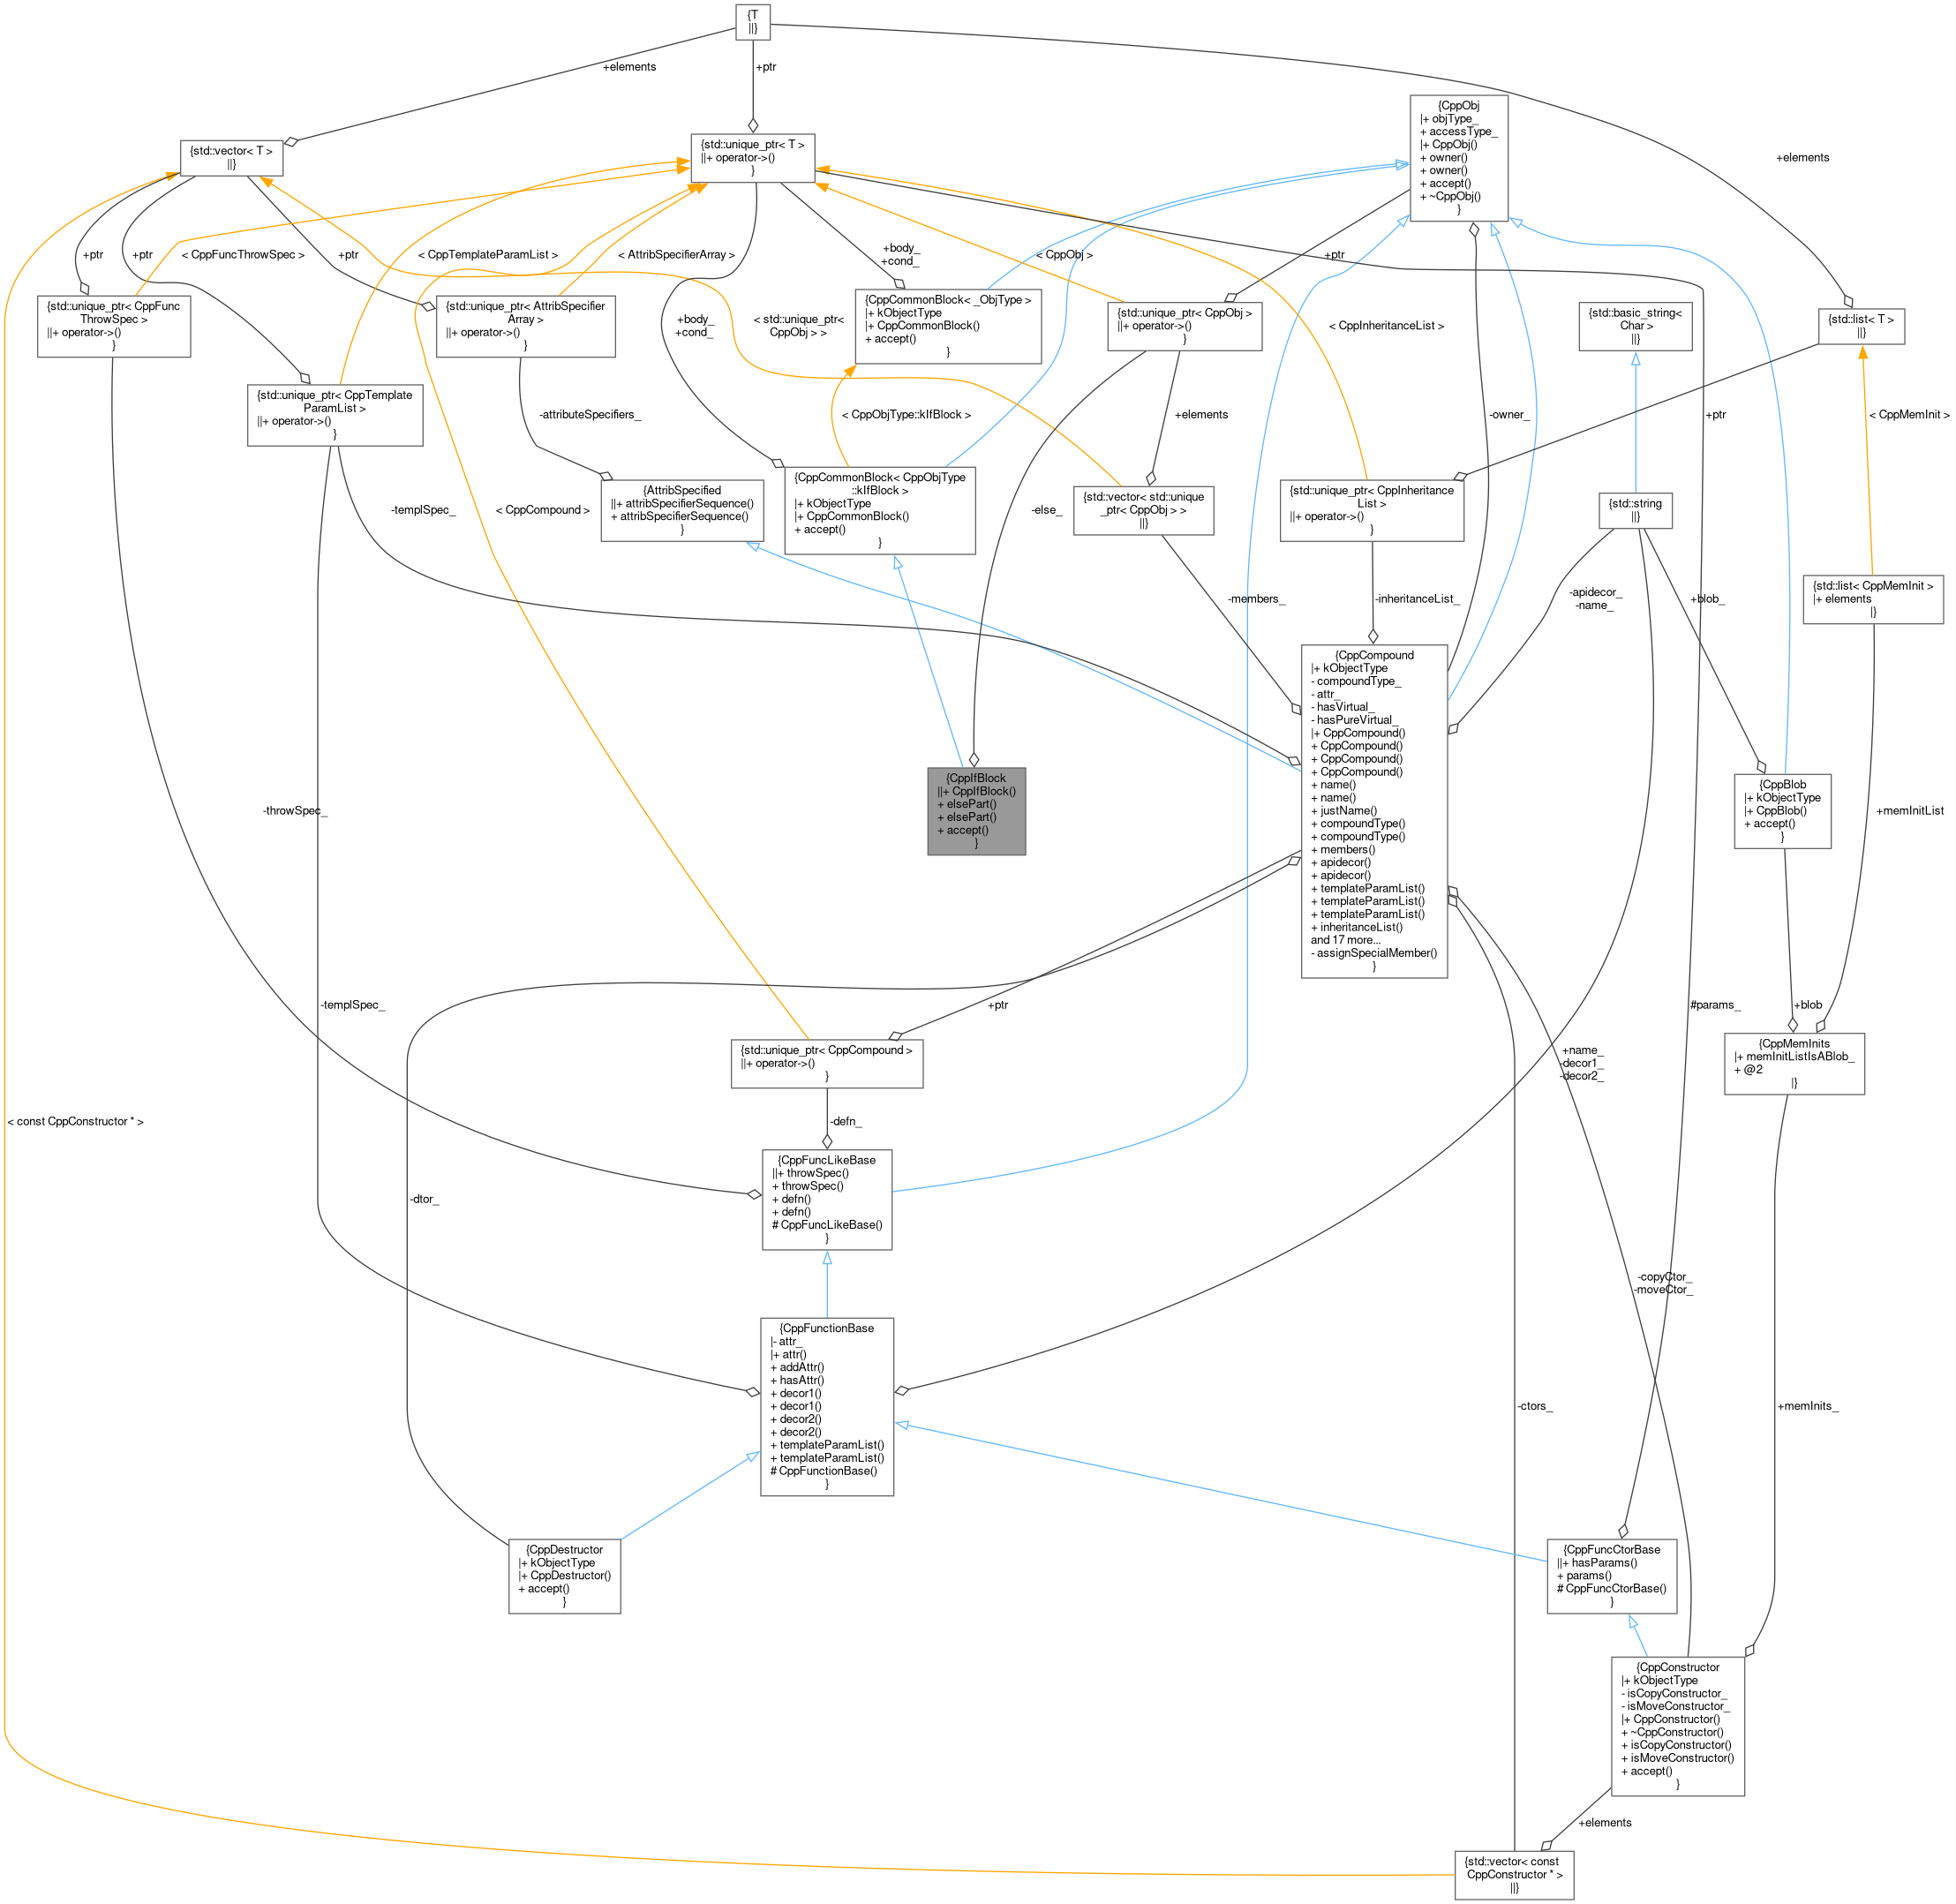 {T
||}
+elements
+ptr
{CppObj
|+ objType_
+ accessType_
|+ CppObj()
+ owner()
+ owner()
+ accept()
+ ~CppObj()
}
{std::vector< T >
||}
{std::unique_ptr< T >
||+ operator->()
}
+elements
+ptr
+ptr
+ptr
< CppFuncThrowSpec >
< CppTemplateParamList >
< AttribSpecifierArray >
+body_
+cond_
< CppObj >
+ptr
{std::unique_ptr< CppFunc
ThrowSpec >
||+ operator->()
}
{std::unique_ptr< AttribSpecifier
Array >
||+ operator->()
}
+body_
+cond_
< std::unique_ptr<
CppObj > >
{CppCommonBlock< _ObjType >
|+ kObjectType
|+ CppCommonBlock()
+ accept()
}
{std::unique_ptr< CppObj >
||+ operator->()
}
< CppInheritanceList >
{std::basic_string<
Char >
||}
{std::list< T >
||}
{std::unique_ptr< CppTemplate
ParamList >
||+ operator->()
}
-attributeSpecifiers_
< CppObjType::kIfBlock >
+elements
-owner_
+ptr
< CppMemInit >
-templSpec_
< CppCompound >
{AttribSpecified
||+ attribSpecifierSequence()
+ attribSpecifierSequence()
}
{CppCommonBlock< CppObjType
::kIfBlock >
|+ kObjectType
|+ CppCommonBlock()
+ accept()
}
-else_
{std::vector< std::unique
_ptr< CppObj > >
||}
{std::unique_ptr< CppInheritance
List >
||+ operator->()
}
{std::string
||}
-members_
-inheritanceList_
-apidecor_
-name_
+blob_
{std::list< CppMemInit >
|+ elements
|}
{CppCompound
|+ kObjectType
- compoundType_
- attr_
- hasVirtual_
- hasPureVirtual_
|+ CppCompound()
+ CppCompound()
+ CppCompound()
+ CppCompound()
+ name()
+ name()
+ justName()
+ compoundType()
+ compoundType()
+ members()
+ apidecor()
+ apidecor()
+ templateParamList()
+ templateParamList()
+ templateParamList()
+ inheritanceList()
and 17 more...
- assignSpecialMember()
}
{CppIfBlock
||+ CppIfBlock()
+ elsePart()
+ elsePart()
+ accept()
}
{CppBlob
|+ kObjectType
|+ CppBlob()
+ accept()
}
-throwSpec_
+memInitList
-templSpec_
+ptr
#params_
+blob
{std::unique_ptr< CppCompound >
||+ operator->()
}
+name_
-decor1_
-decor2_
{CppMemInits
|+ memInitListIsABlob_
+ @2
|}
< const CppConstructor * >
-defn_
{CppFuncLikeBase
||+ throwSpec()
+ throwSpec()
+ defn()
+ defn()
# CppFuncLikeBase()
}
-dtor_
-copyCtor_
-moveCtor_
{CppFunctionBase
|- attr_
|+ attr()
+ addAttr()
+ hasAttr()
+ decor1()
+ decor1()
+ decor2()
+ decor2()
+ templateParamList()
+ templateParamList()
# CppFunctionBase()
}
-ctors_
+memInits_
{CppDestructor
|+ kObjectType
|+ CppDestructor()
+ accept()
}
{CppFuncCtorBase
||+ hasParams()
+ params()
# CppFuncCtorBase()
}
{CppConstructor
|+ kObjectType
- isCopyConstructor_
- isMoveConstructor_
|+ CppConstructor()
+ ~CppConstructor()
+ isCopyConstructor()
+ isMoveConstructor()
+ accept()
}
+elements
{std::vector< const
CppConstructor * >
||}